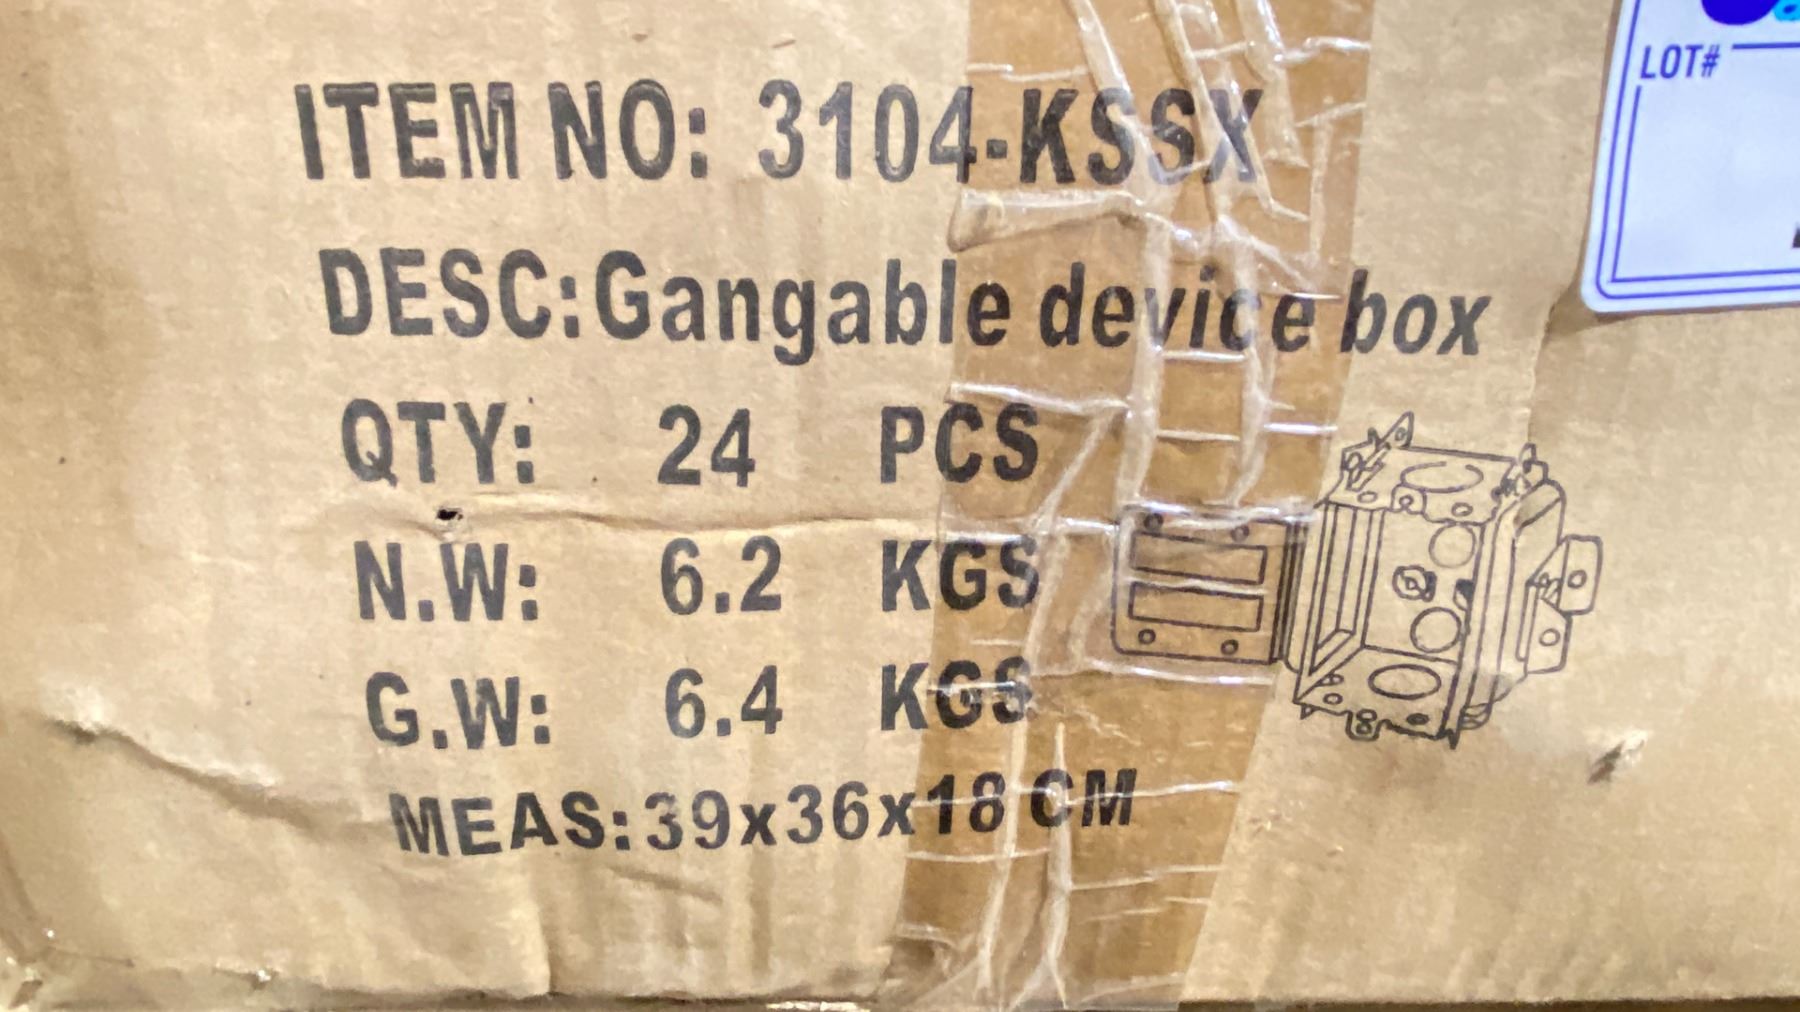 ITEM NO: 3104-KSSX
DESC:Gangable device box
QTY: 24 PCS
N.W: 6.2 KGS
G.W: 6.4 KGS
MEAS:39x36x18 CM
LOT#